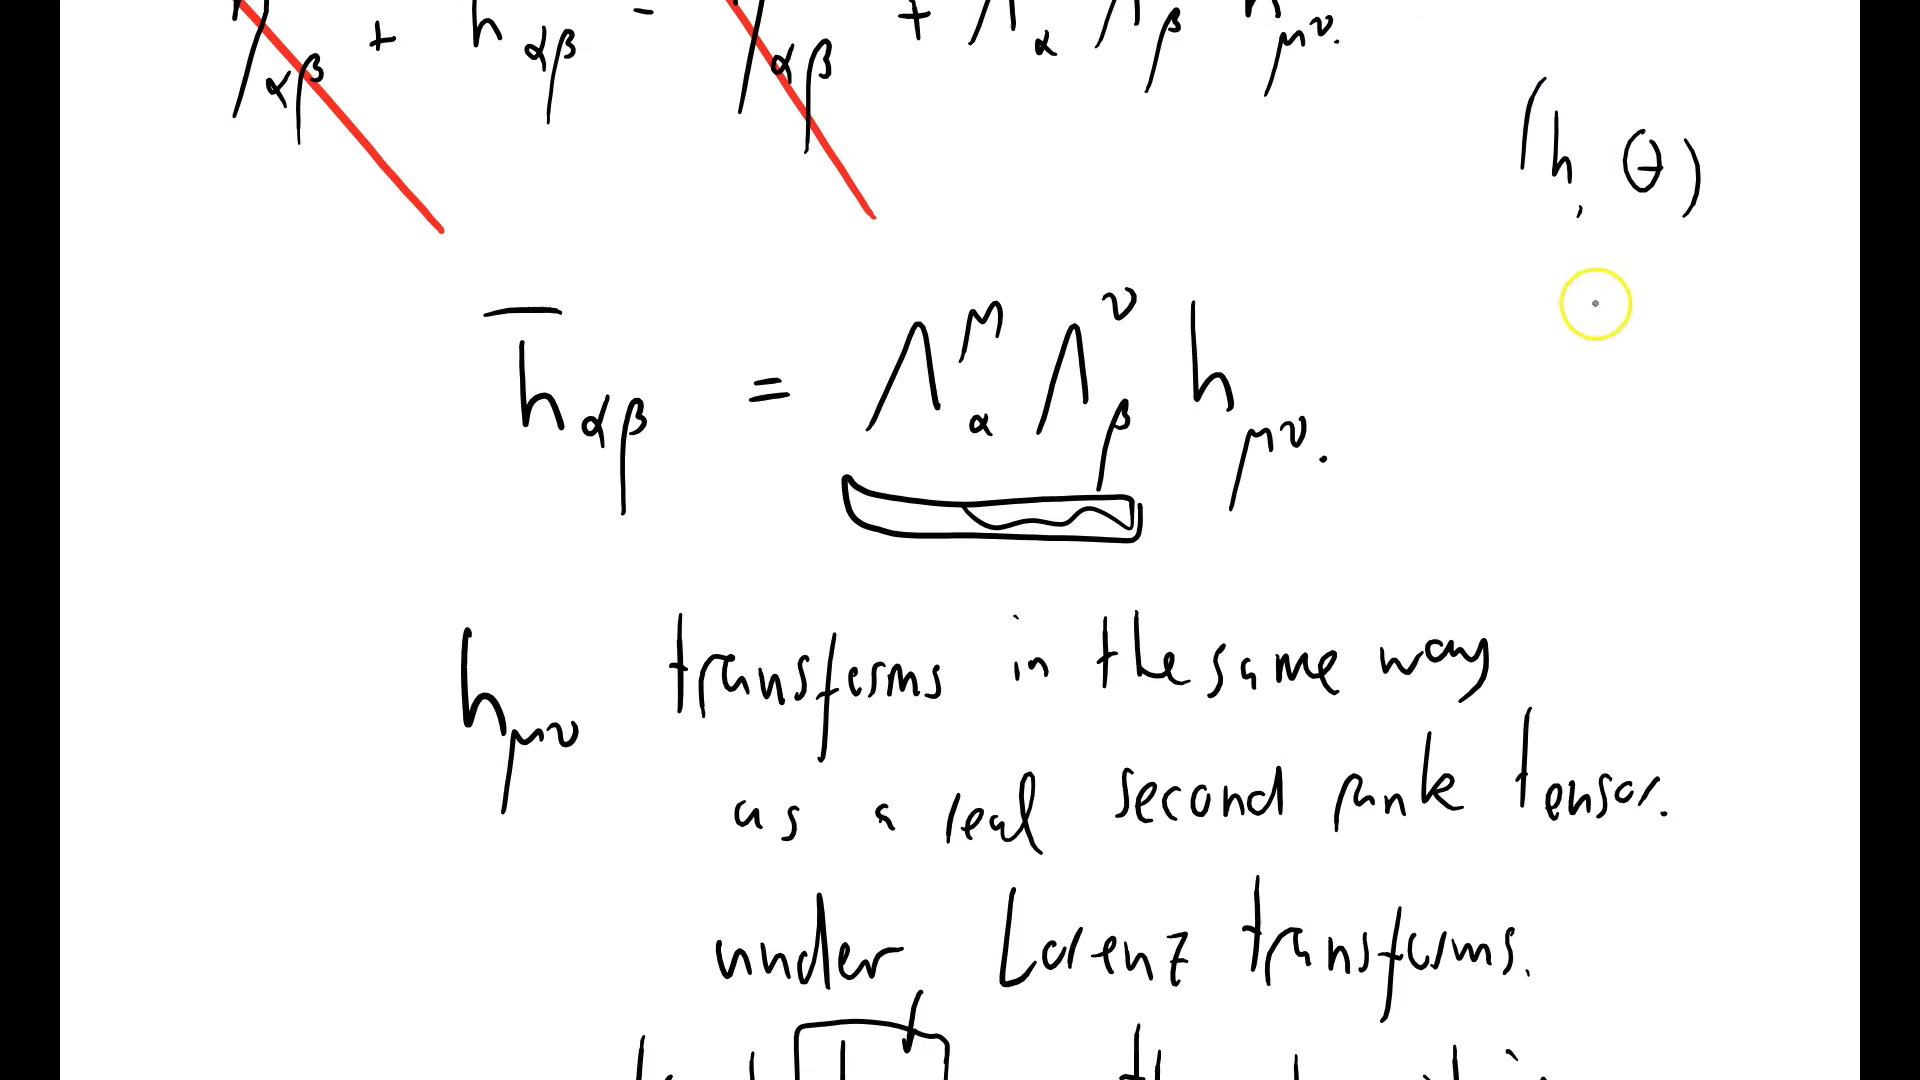 η_αβ + h_αβ = η_αβ + Λ_α Λ_β h_μν.
(h, θ)
h̅_αβ = Λ^μ_α Λ^ν_β h_μν.
h_μν transforms in the same way
as a real second rank tensor.
under Lorenz transforms.